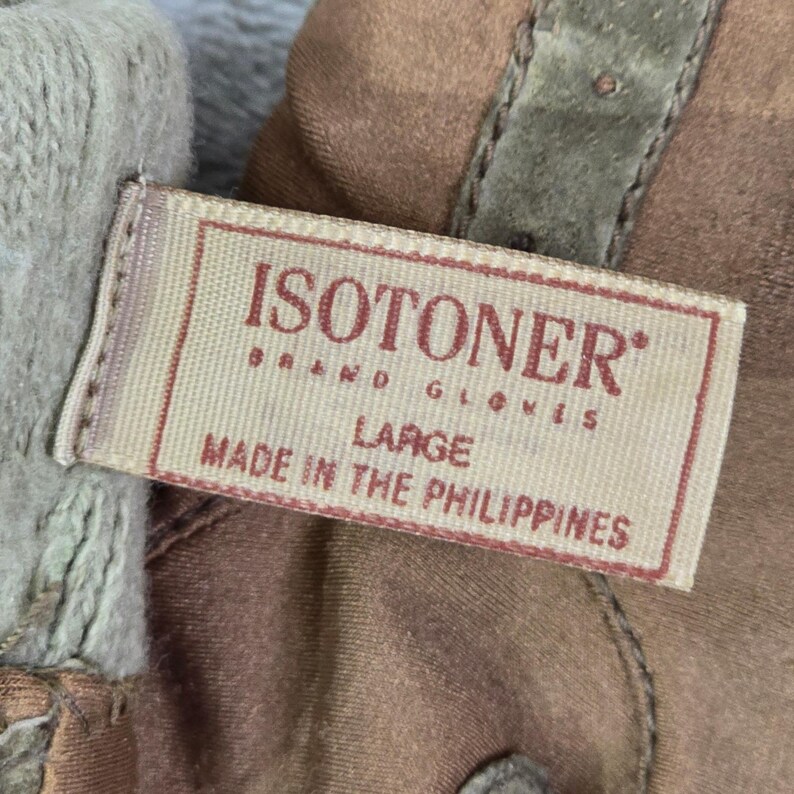 ISOTONER®
BRAND GLOVES
LARGE
MADE IN THE PHILIPPINES